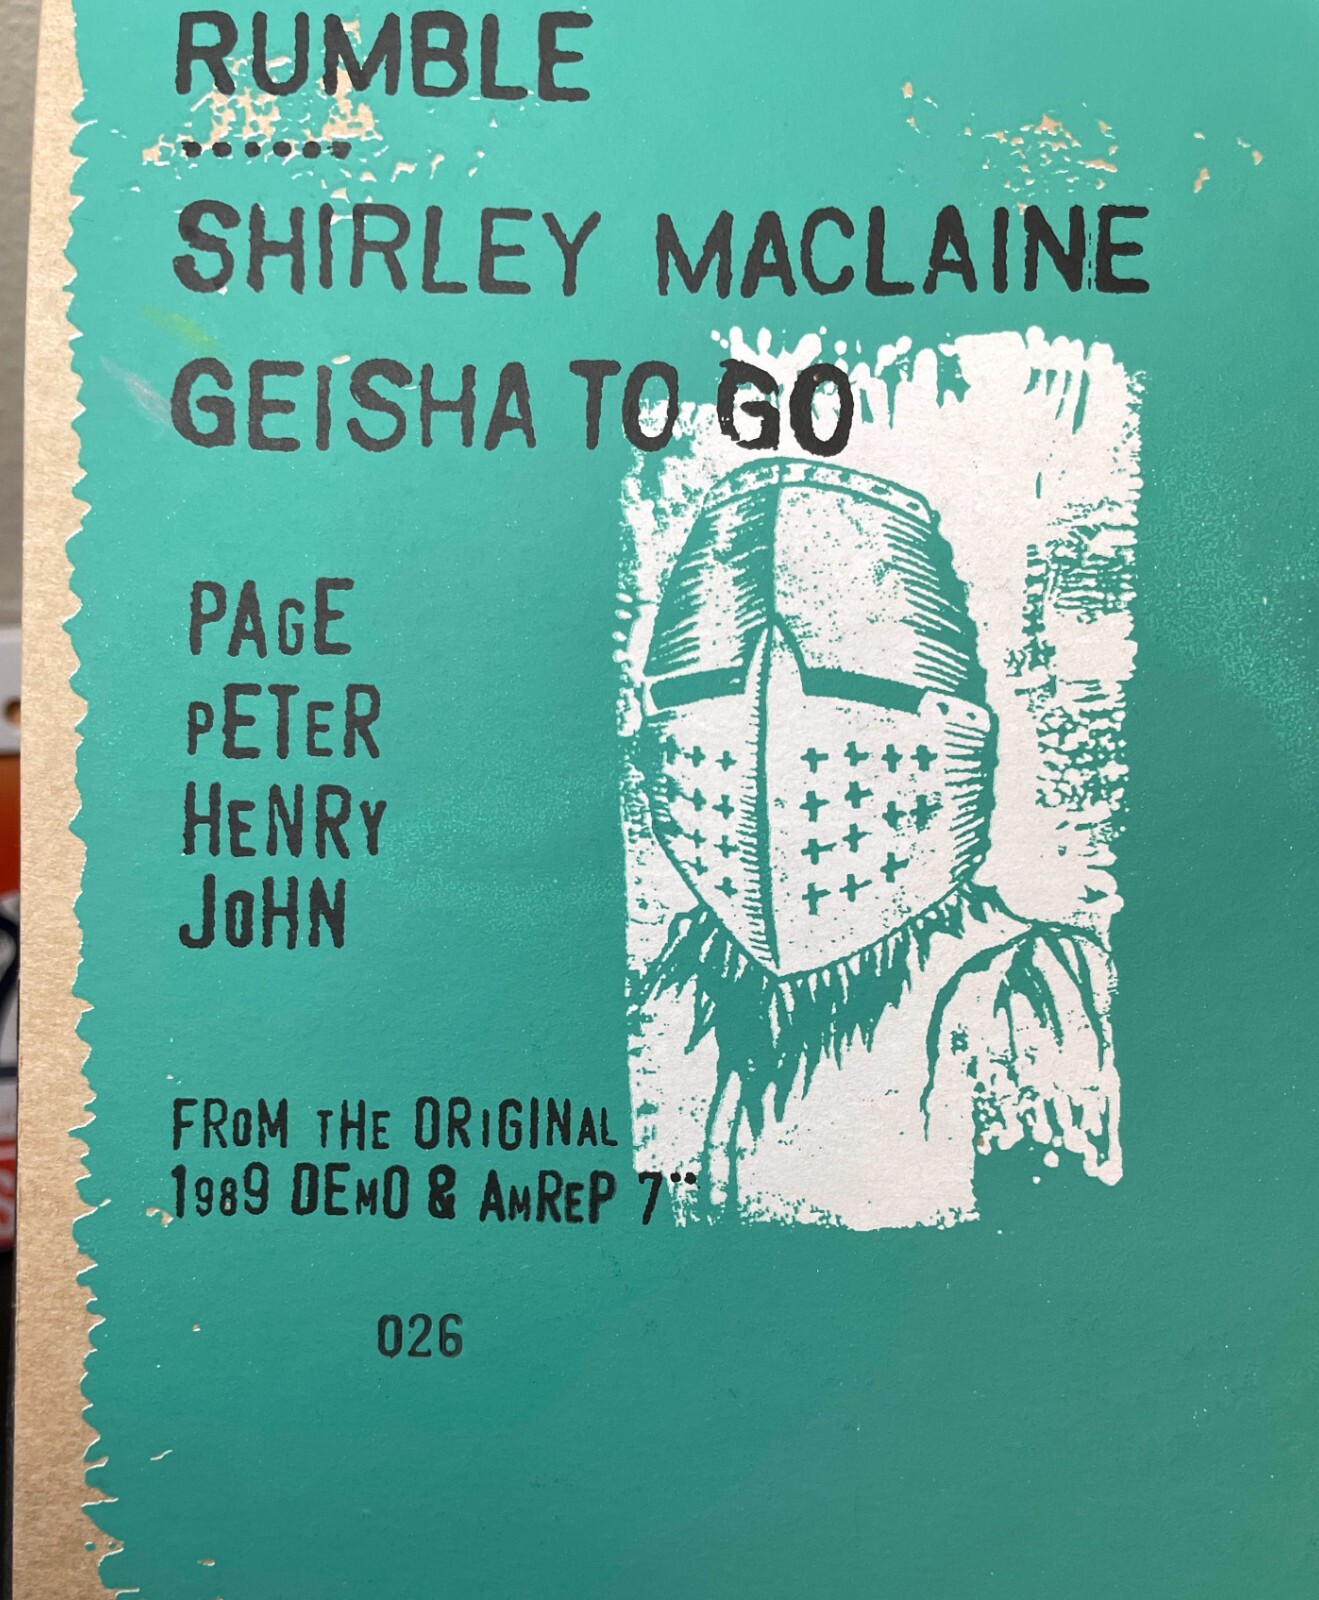 RUMBLE
SHIRLEY MACLAINE
GEISHA TO GO
PAgE
pETeR
HeNRy
JoHN
FRoM tHe ORiGINaL
1989 DEmO & AmReP 7"
026